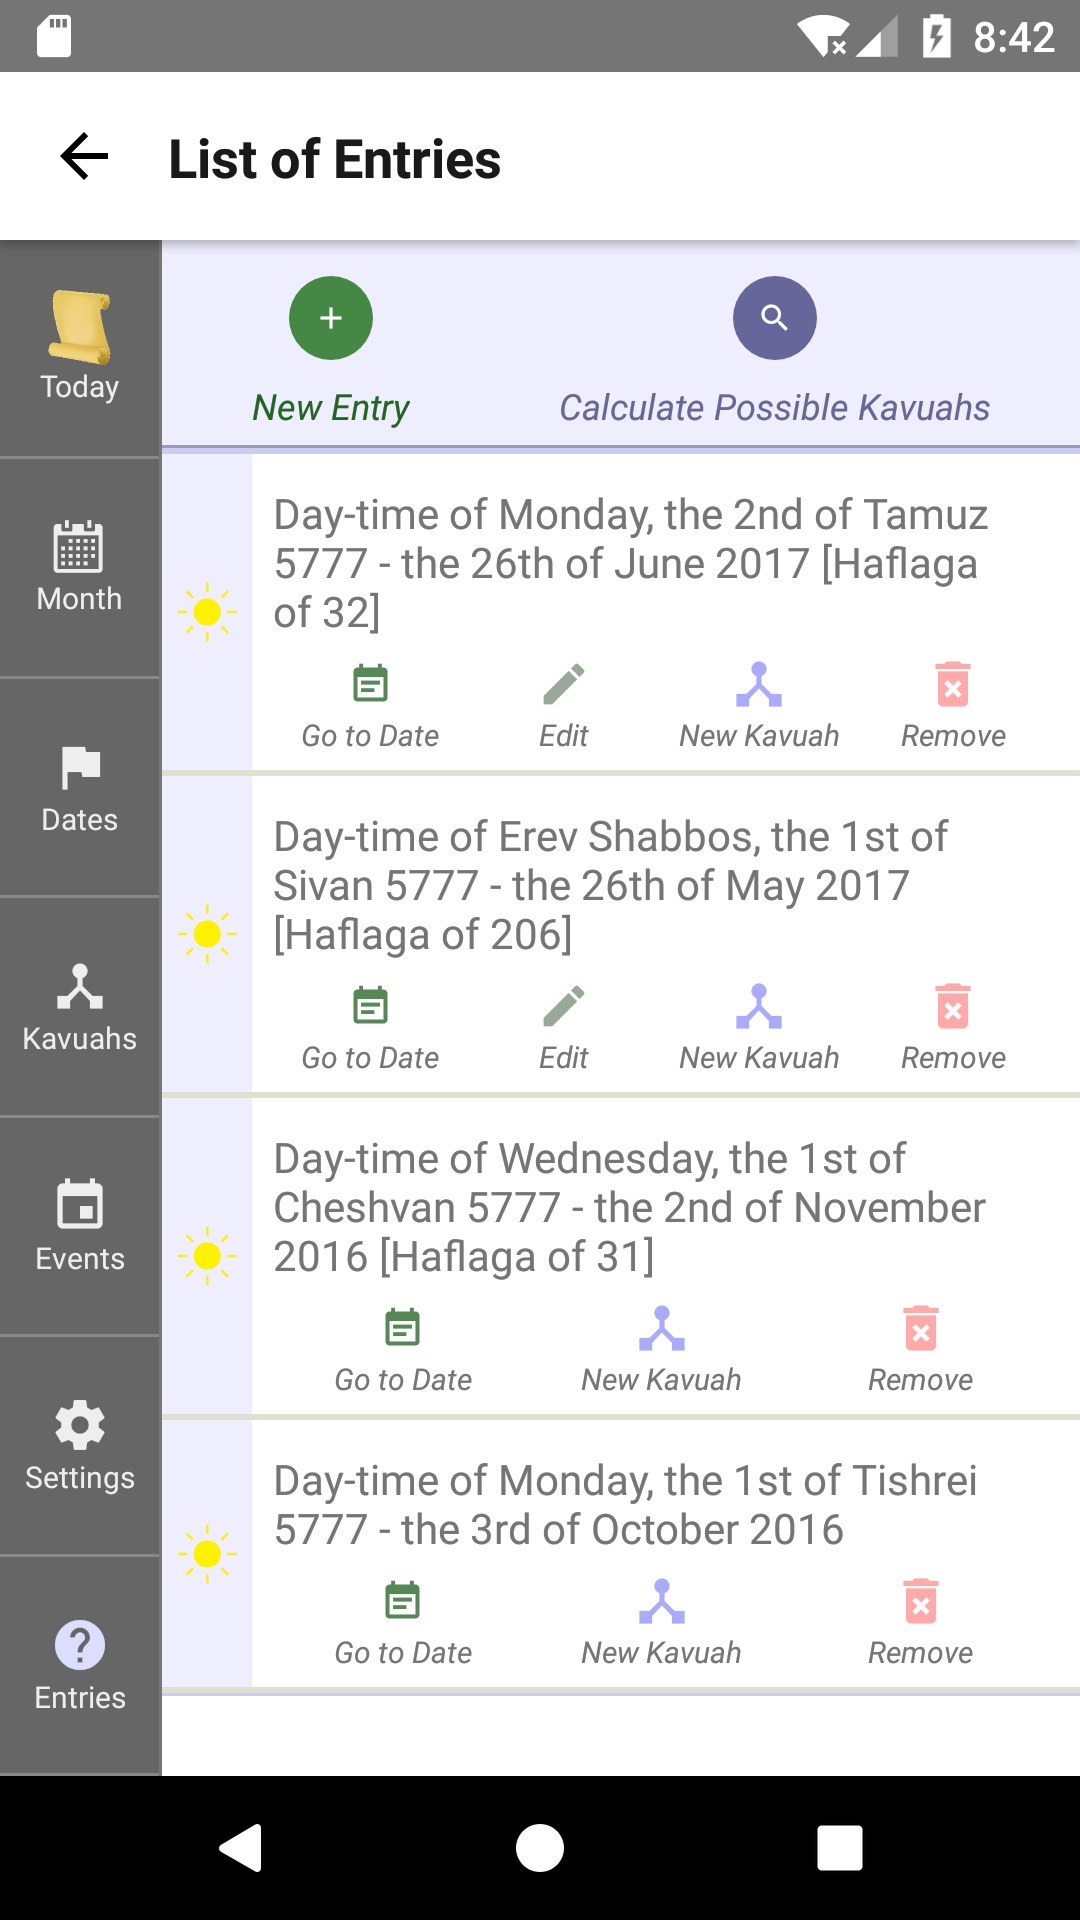 8:42
List of Entries
Today
Month
Dates
Kavuahs
Events
Settings
Entries
New Entry
Calculate Possible Kavuahs
Day-time of Monday, the 2nd of Tamuz
5777 - the 26th of June 2017 [Haflaga
of 32]
Go to Date
Edit
New Kavuah
Remove
Day-time of Erev Shabbos, the 1st of
Sivan 5777 - the 26th of May 2017
[Haflaga of 206]
Go to Date
Edit
New Kavuah
Remove
Day-time of Wednesday, the 1st of
Cheshvan 5777 - the 2nd of November
2016 [Haflaga of 31]
Go to Date
New Kavuah
Remove
Day-time of Monday, the 1st of Tishrei
5777 - the 3rd of October 2016
Go to Date
New Kavuah
Remove